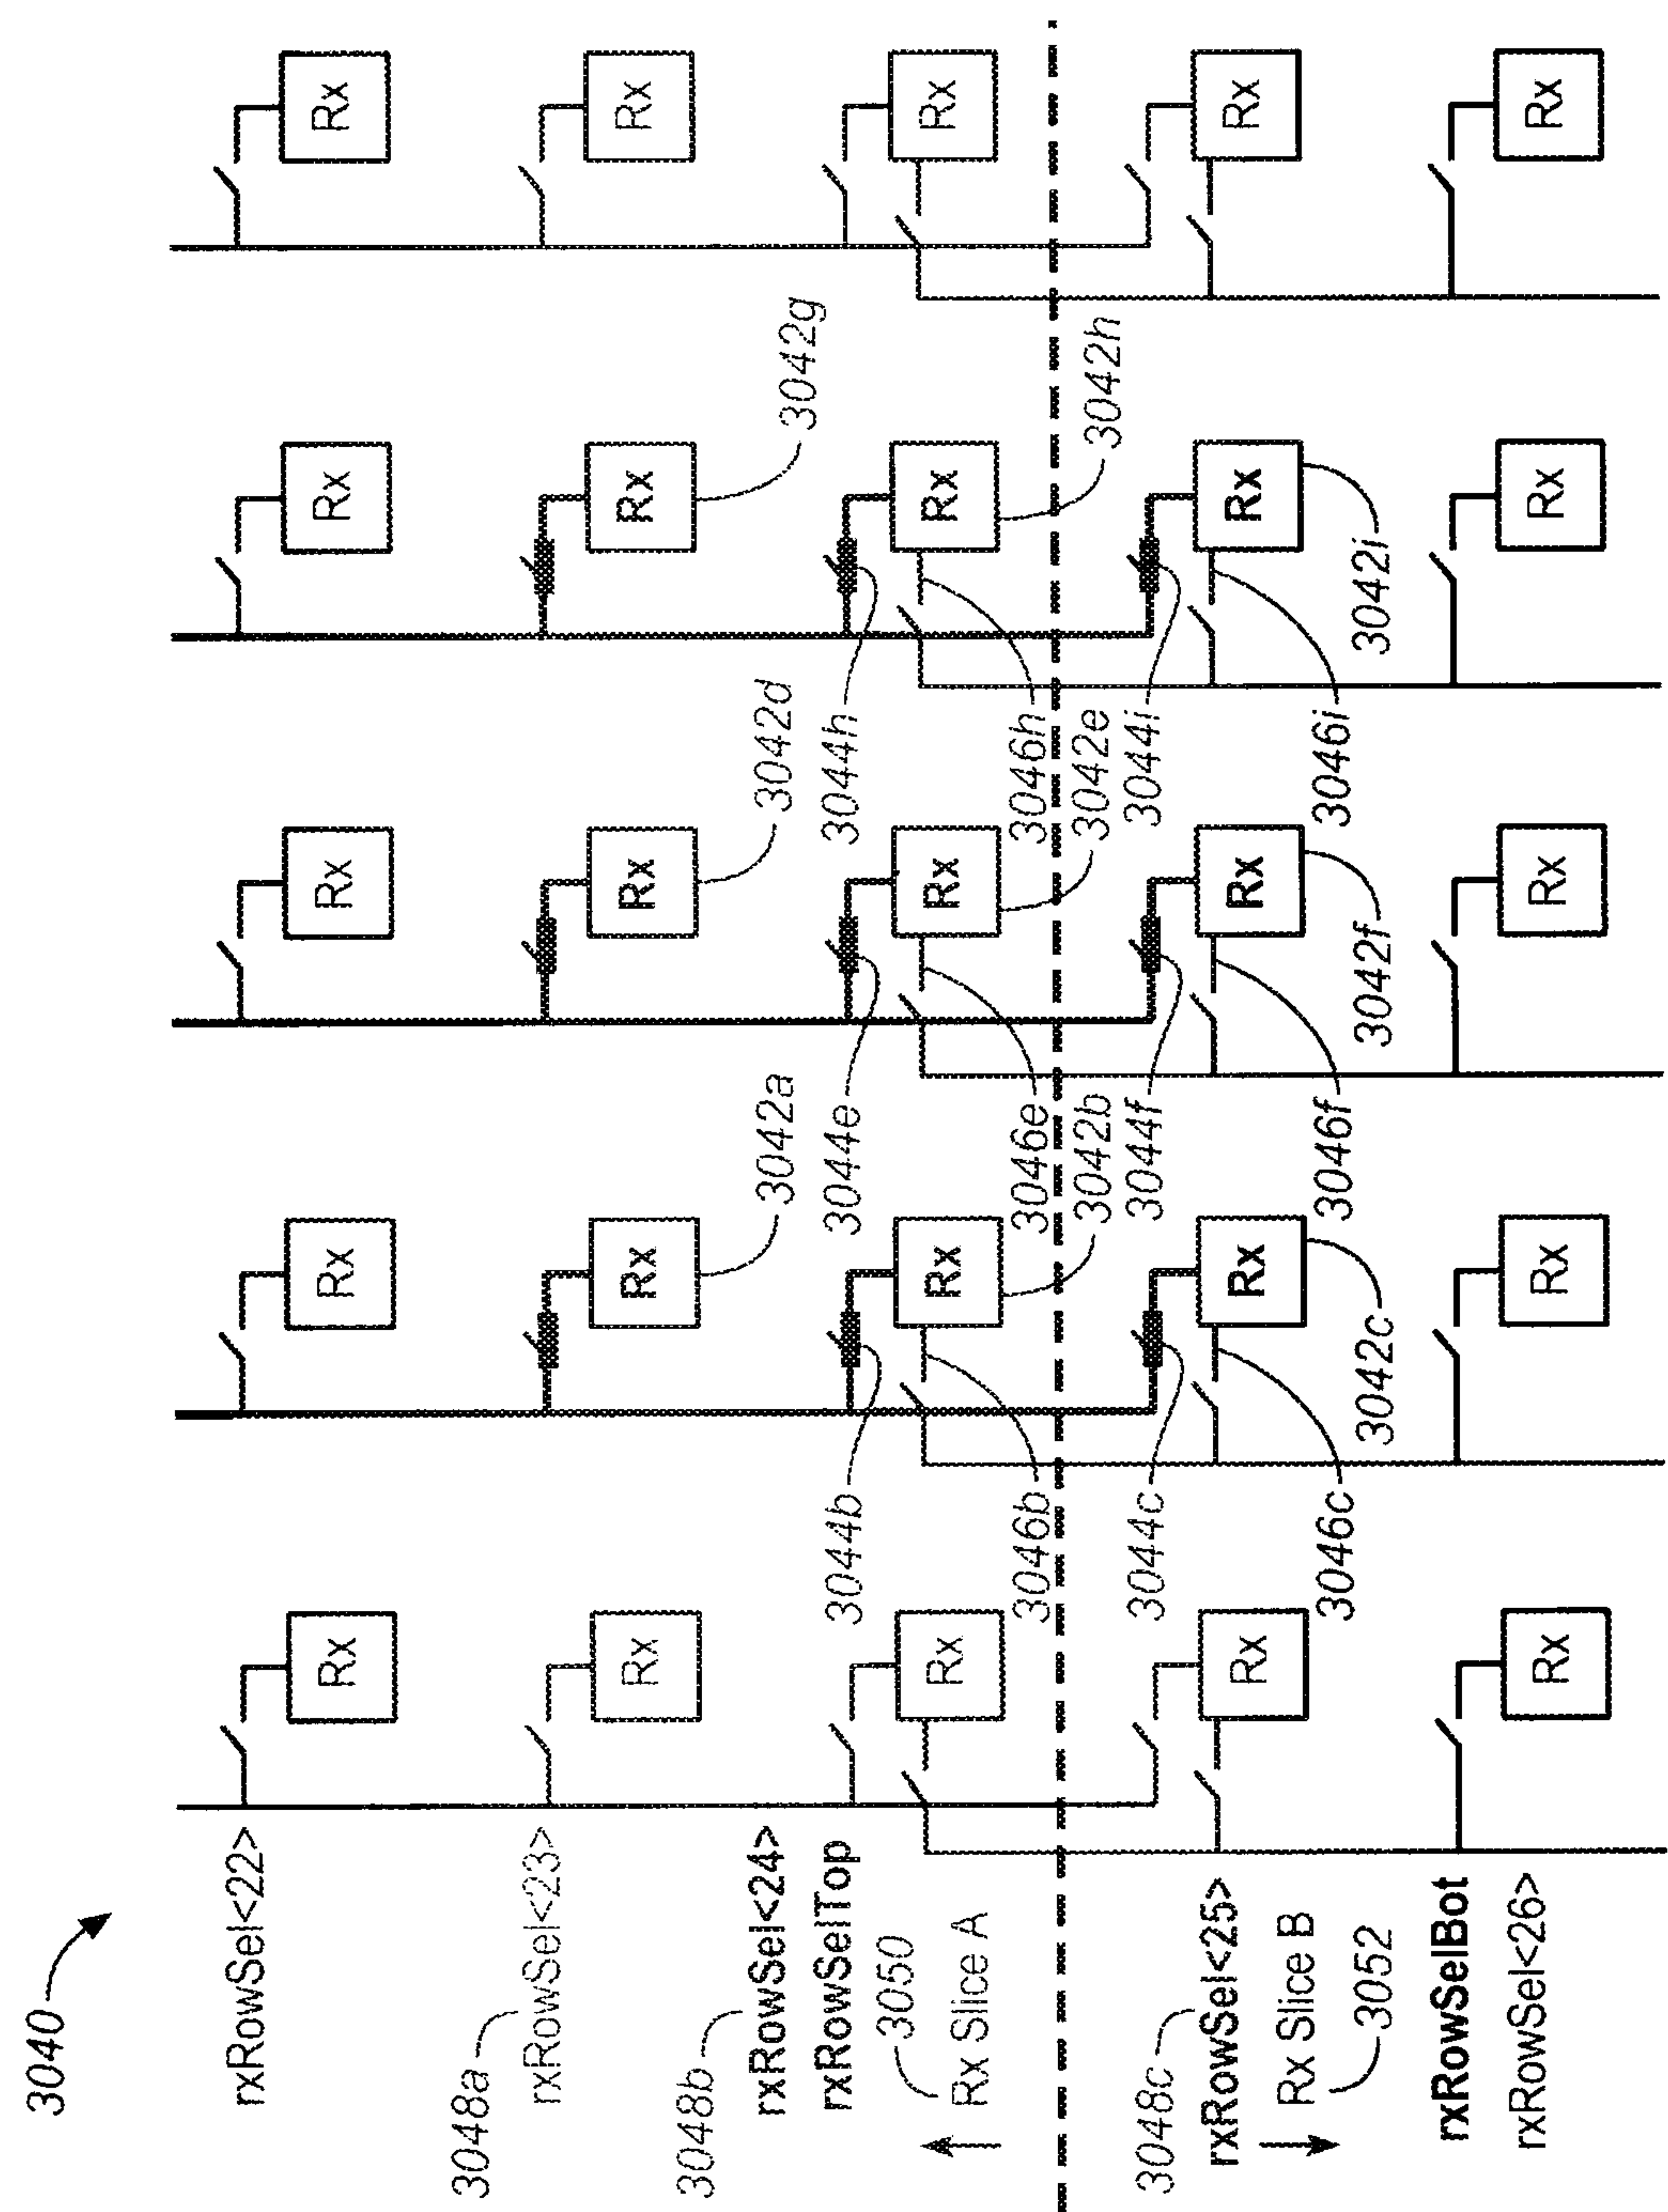 3040
rxRowSel<22>
Rx Rx Rx Rx Rx
3048a
rxRowSel<23>
Rx Rx Rx Rx Rx
3048b
rxRowSel<24> 3042a 3042d 3042g
rxRowSelTop 3044b 3044e 3044h
3050
Rx Slice A Rx Rx Rx Rx Rx
3046b 3046e 3046h
3042b 3042e 3042h
3048c 3044c 3044f 3044i
rxRowSel<25> Rx Rx Rx Rx Rx
Rx Slice B 3046c 3046f 3046i
3052 3042c 3042f 3042i
rxRowSelBot
rxRowSel<26> Rx Rx Rx Rx Rx